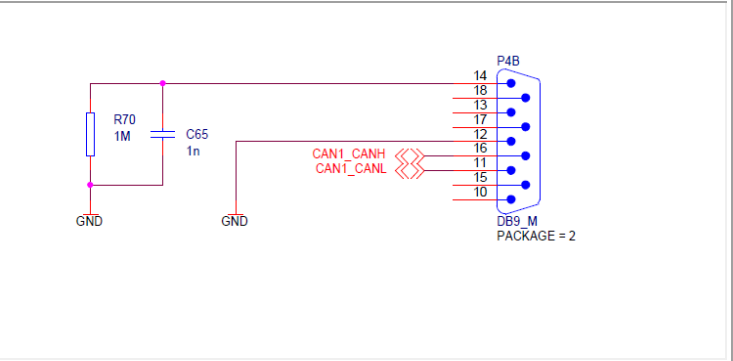 P4B
14
18
13
17
12
16
11
15
10
R70
1M
C65
1n
CAN1_CANH
CAN1_CANL
GND
GND
DB9_M
PACKAGE = 2